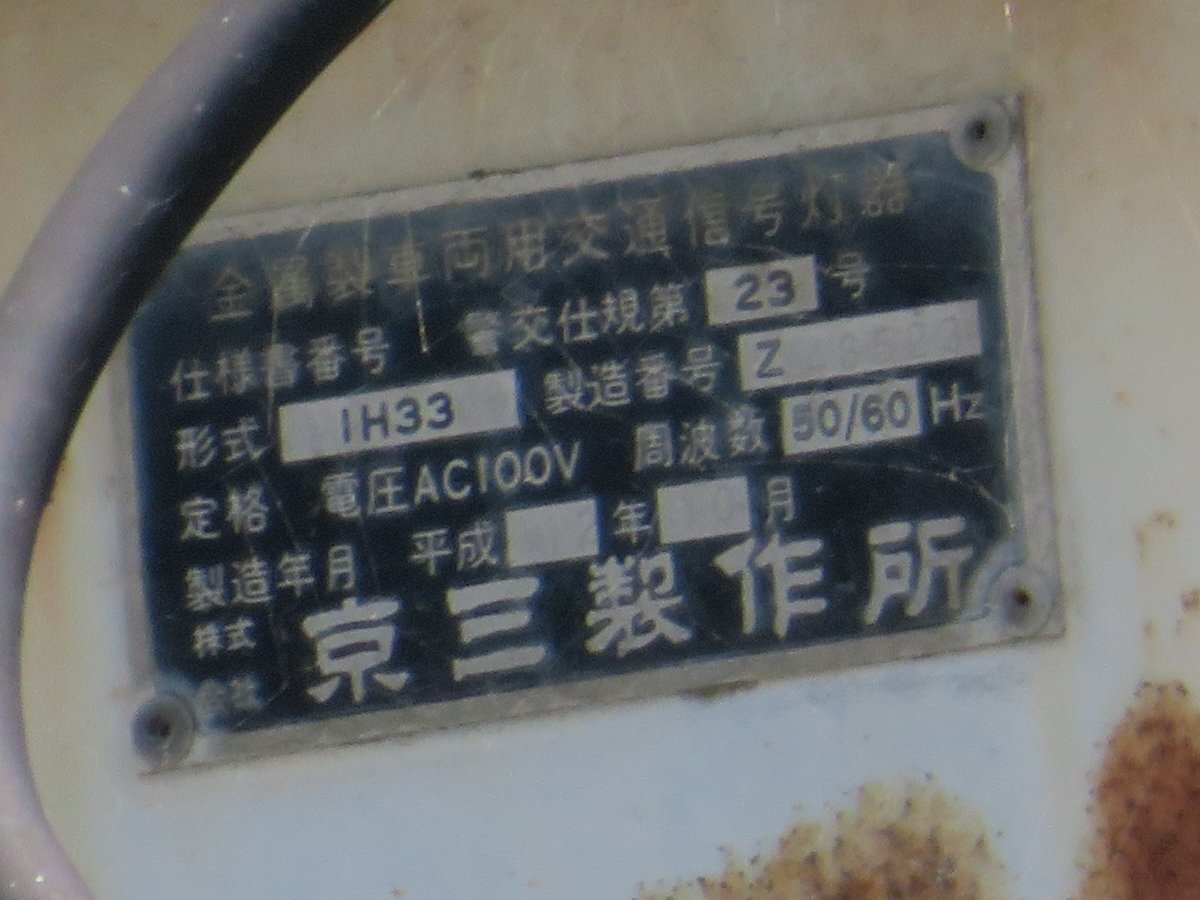 金属製車両用交通信号灯器
仕様書番号 警交仕規第 23 号
形式 1H33 製造番号 Z
定格 電圧AC100V 周波数 50/60 Hz
製造年月 平成 年 月
株式会社 京三製作所